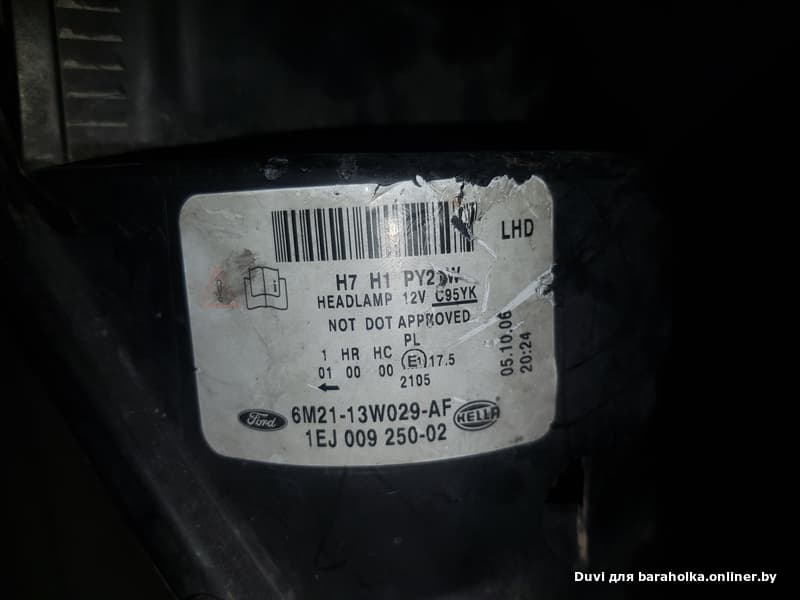 LHD
H7 H1 PY21W
HEADLAMP 12V C95YK
NOT DOT APPROVED
PL
1 HR HC E1 17.5
01 00 00
2105
05.10.06
20:24
Ford 6M21-13W029-AF HELLA
1EJ 009 250-02
Duvl для baraholka.onliner.by